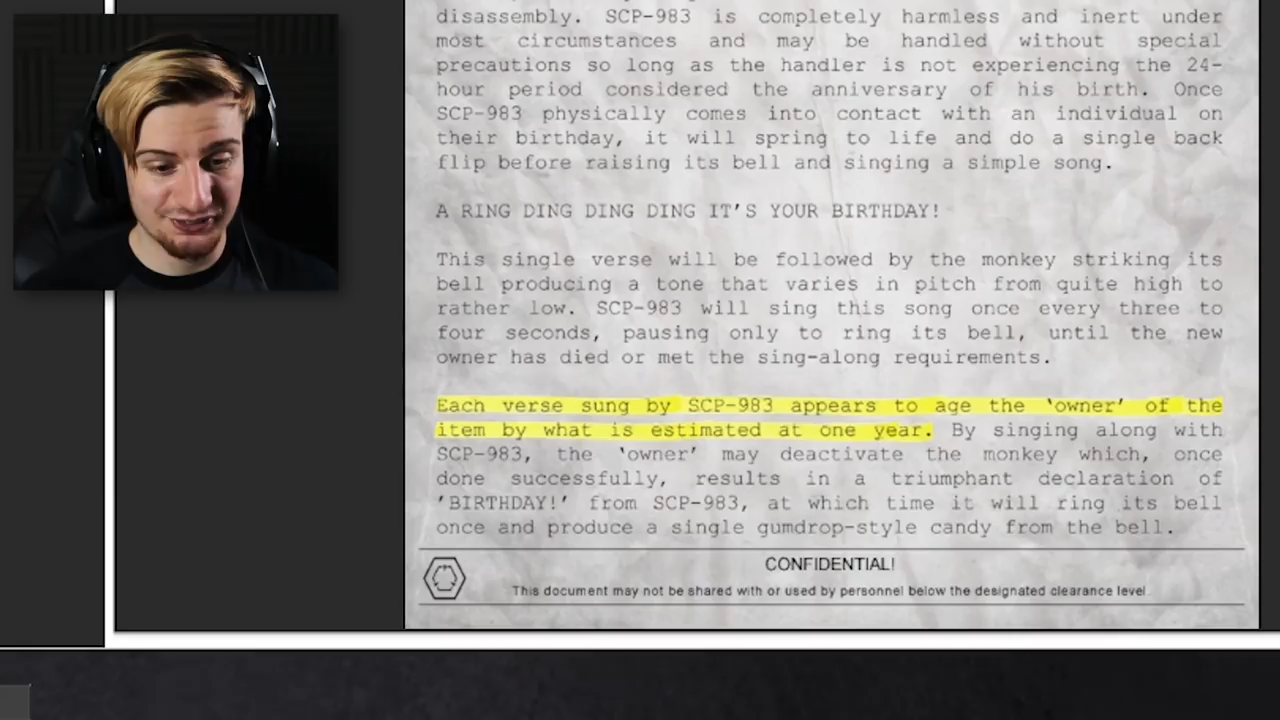 disassembly. SCP-983 is completely harmless and inert under
most circumstances and may be handled without special
precautions so long as the handler is not experiencing the 24-
hour period considered the anniversary of his birth. Once
SCP-983 physically comes into contact with an individual on
their birthday, it will spring to life and do a single back
flip before raising its bell and singing a simple song.
A RING DING DING DING IT'S YOUR BIRTHDAY!
This single verse will be followed by the monkey striking its
bell producing a tone that varies in pitch from quite high to
rather low. SCP-983 will sing this song once every three to
four seconds, pausing only to ring its bell, until the new
owner has died or met the sing-along requirements.
Each verse sung by SCP-983 appears to age the 'owner' of the
item by what is estimated at one year. By singing along with
SCP-983, the 'owner' may deactivate the monkey which, once
done successfully, results in a triumphant declaration of
'BIRTHDAY!' from SCP-983, at which time it will ring its bell
once and produce a single gumdrop-style candy from the bell.
CONFIDENTIAL!
This document may not be shared with or used by personnel below the designated clearance level